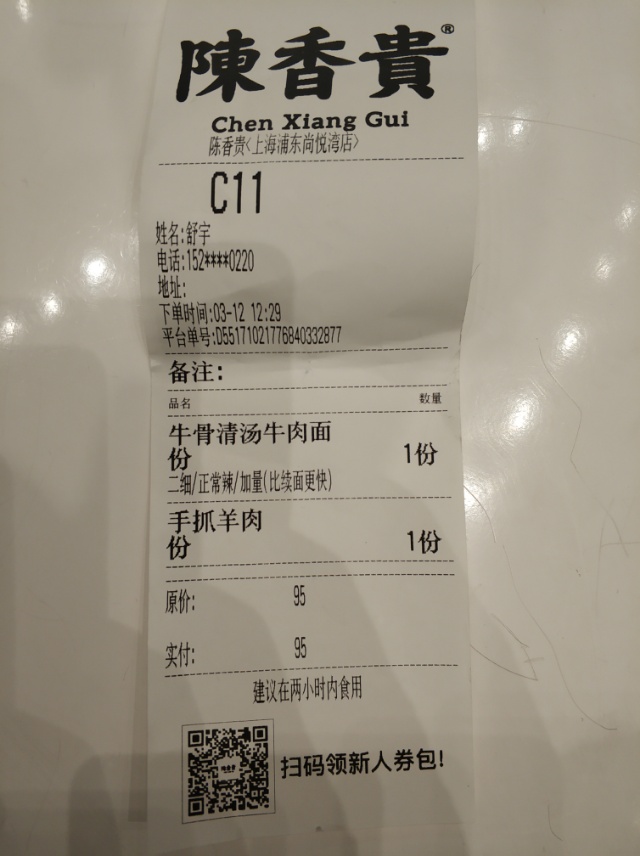 陳香貴®
Chen Xiang Gui
陈香贵<上海浦东尚悦湾店>
C11
姓名:舒宇
电话:152****0220
地址:
下单时间:03-12 12:29
平台单号:D55171021776840332877
备注:
品名 数量
牛骨清汤牛肉面
份 1份
二细/正常辣/加量(比续面更快)
手抓羊肉
份 1份
原价: 95
实付: 95
建议在两小时内食用
扫码领新人券包!